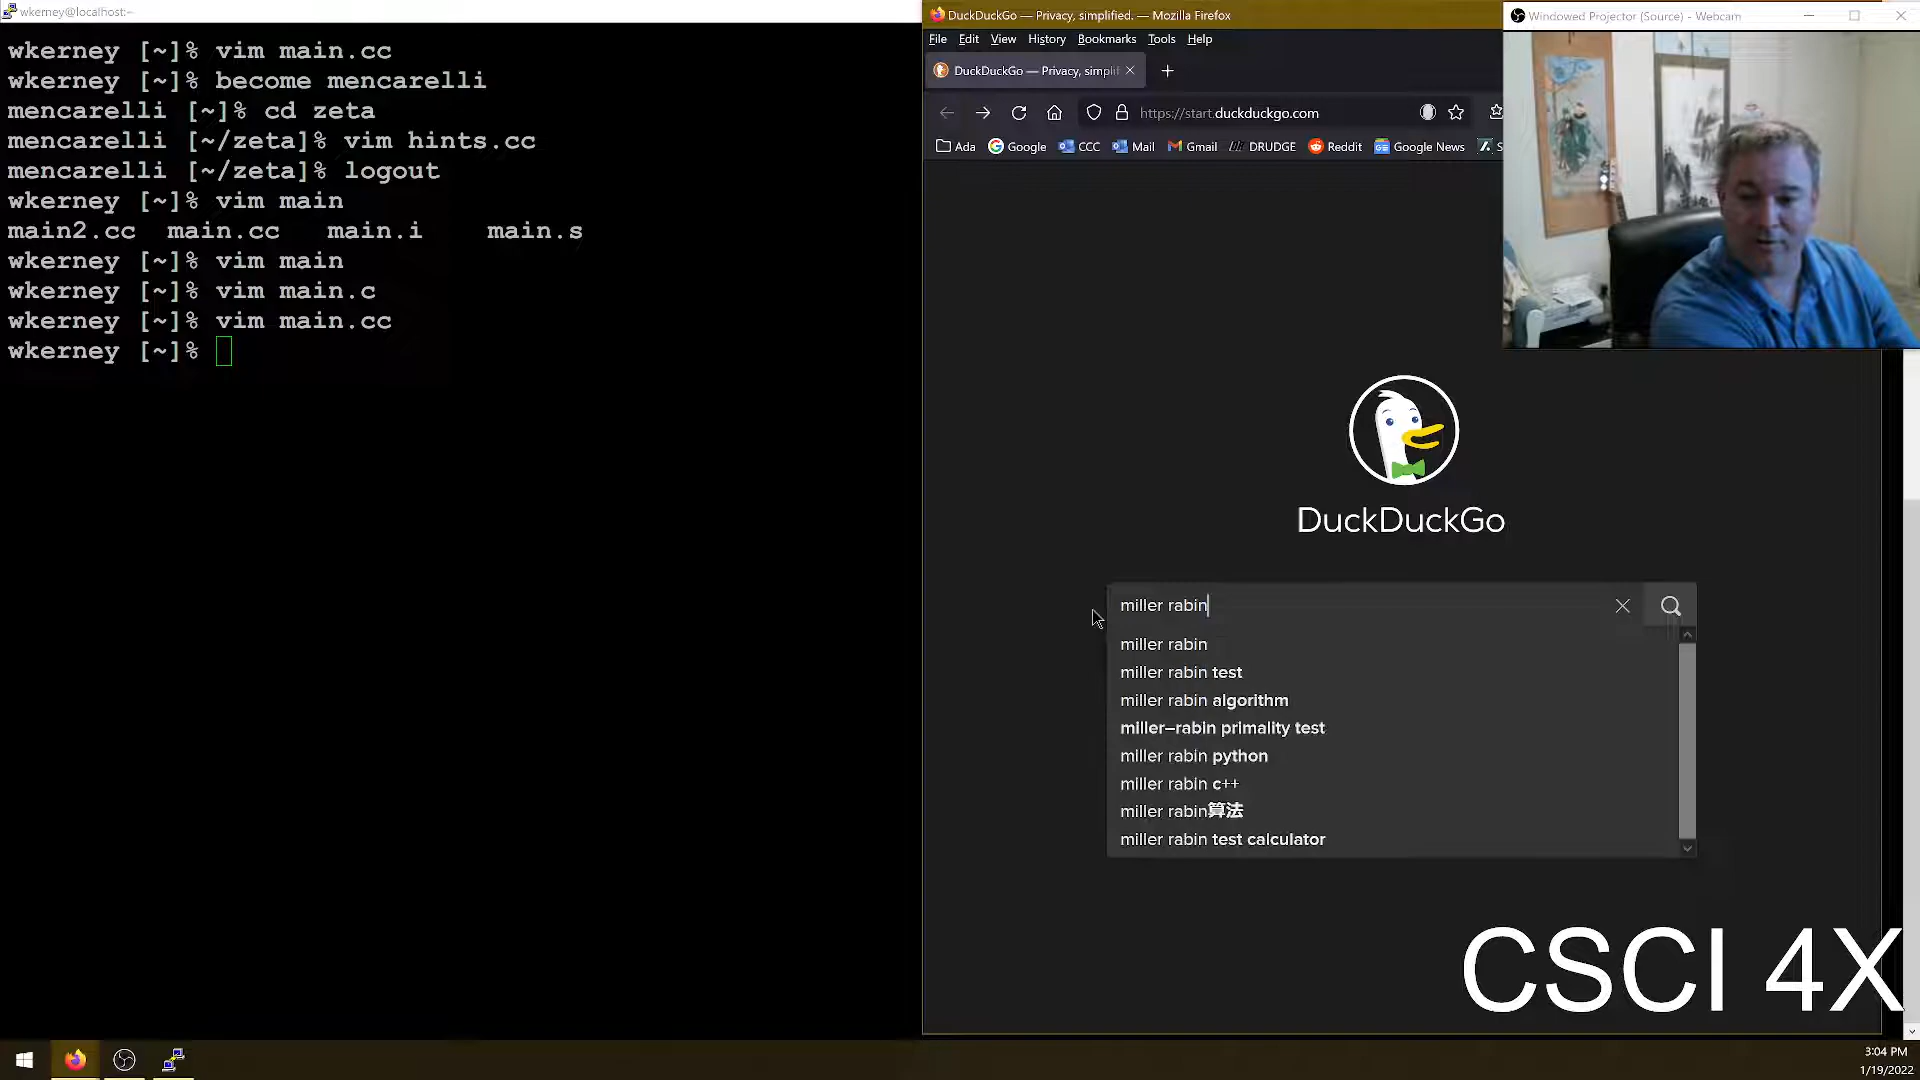 wkerney@localhost:~
wkerney [~]% vim main.cc
wkerney [~]% become mencarelli
mencarelli [~]% cd zeta
mencarelli [~/zeta]% vim hints.cc
mencarelli [~/zeta]% logout
wkerney [~]% vim main
main2.cc main.cc main.i main.s
wkerney [~]% vim main
wkerney [~]% vim main.c
wkerney [~]% vim main.cc
wkerney [~]%
DuckDuckGo — Privacy, simplified. — Mozilla Firefox
File Edit View History Bookmarks Tools Help
DuckDuckGo — Privacy, simplif
https://start.duckduckgo.com
Ada Google CCC Mail Gmail DRUDGE Reddit Google News S
Windowed Projector (Source) - Webcam
DuckDuckGo
miller rabin
miller rabin
miller rabin test
miller rabin algorithm
miller–rabin primality test
miller rabin python
miller rabin c++
miller rabin算法
miller rabin test calculator
CSCI 4X
3:04 PM
1/19/2022